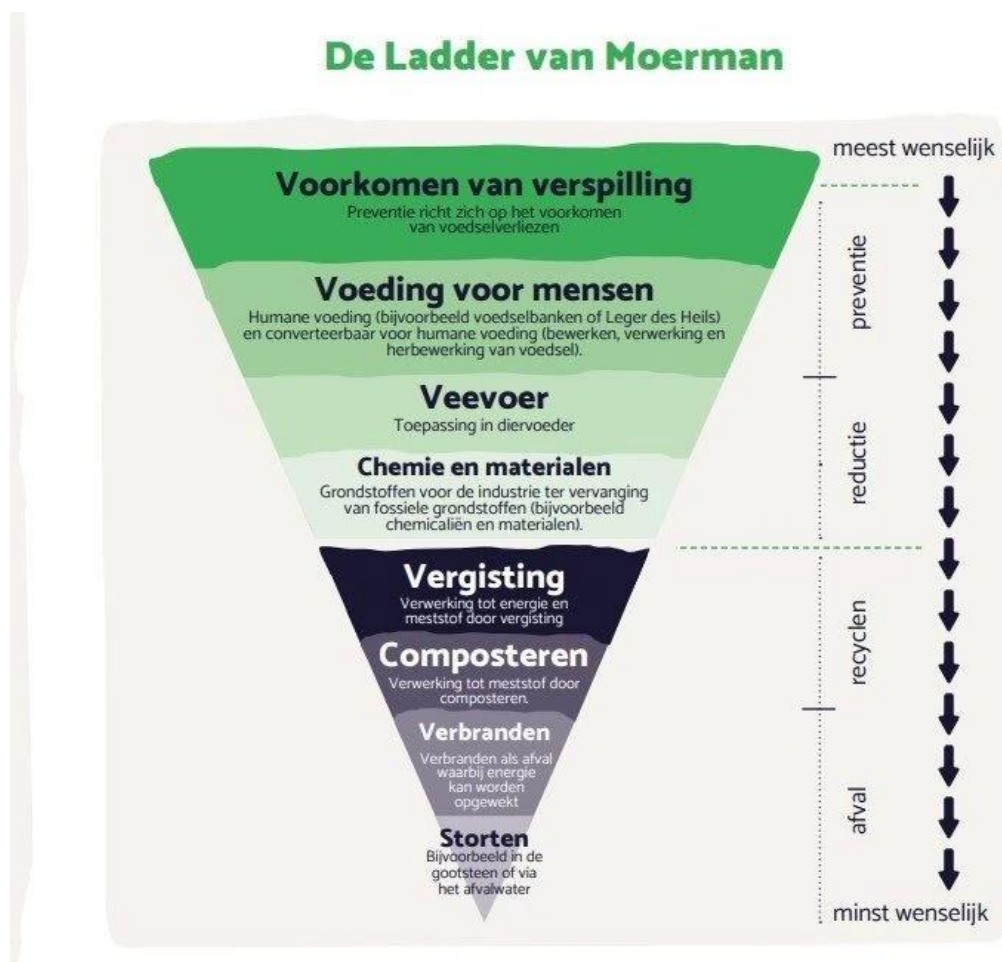 De Ladder van Moerman
meest wenselijk
Voorkomen van verspilling
Preventie richt zich op het voorkomen
van voedselverliezen
Voeding voor mensen
Humane voeding (bijvoorbeeld voedselbanken of Leger des Heils)
en converteerbaar voor humane voeding (bewerken, verwerking en
herbewerking van voedsel).
preventie
Veevoer
Toepassing in diervoeder
Chemie en materialen
Grondstoffen voor de industrie ter vervanging
van fossiele grondstoffen (bijvoorbeeld
chemicaliën en materialen).
reductie
Vergisting
Verwerking tot energie en
meststof door vergisting
Composteren
Verwerking tot meststof door
composteren.
recyclen
Verbranden
Verbranden als afval
waarbij energie
kan worden
opgewekt
Storten
Bijvoorbeeld in de
gootsteen of via
het afvalwater
afval
minst wenselijk